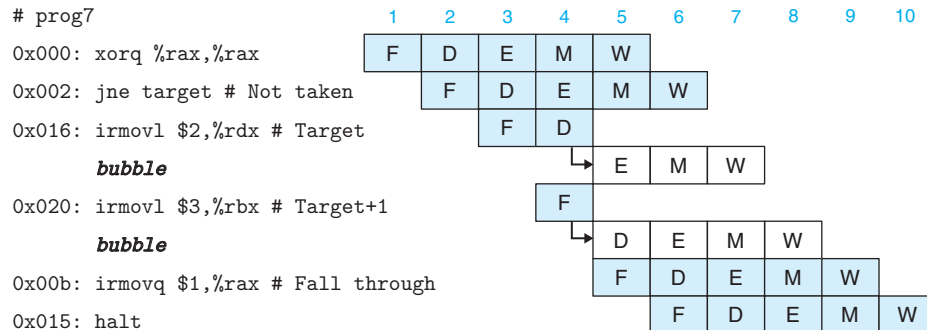 # prog7 1 2 3 4 5 6 7 8 9 10
0x000: xorq %rax,%rax F D E M W
0x002: jne target # Not taken F D E M W
0x016: irmovl $2,%rdx # Target F D
bubble E M W
0x020: irmovl $3,%rbx # Target+1 F
bubble D E M W
0x00b: irmovq $1,%rax # Fall through F D E M W
0x015: halt F D E M W